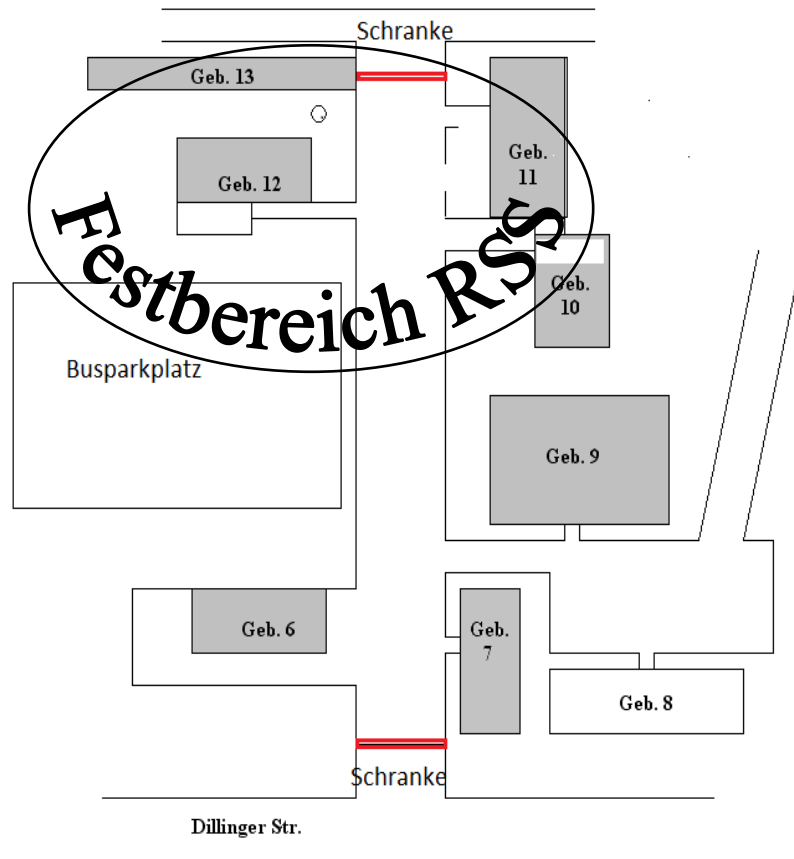 Schranke
Geb. 13
Geb.
11
Geb. 12
Festbereich RSS
Geb.
10
Busparkplatz
Geb. 9
Geb. 6
Geb.
7
Geb. 8
Schranke
Dillinger Str.